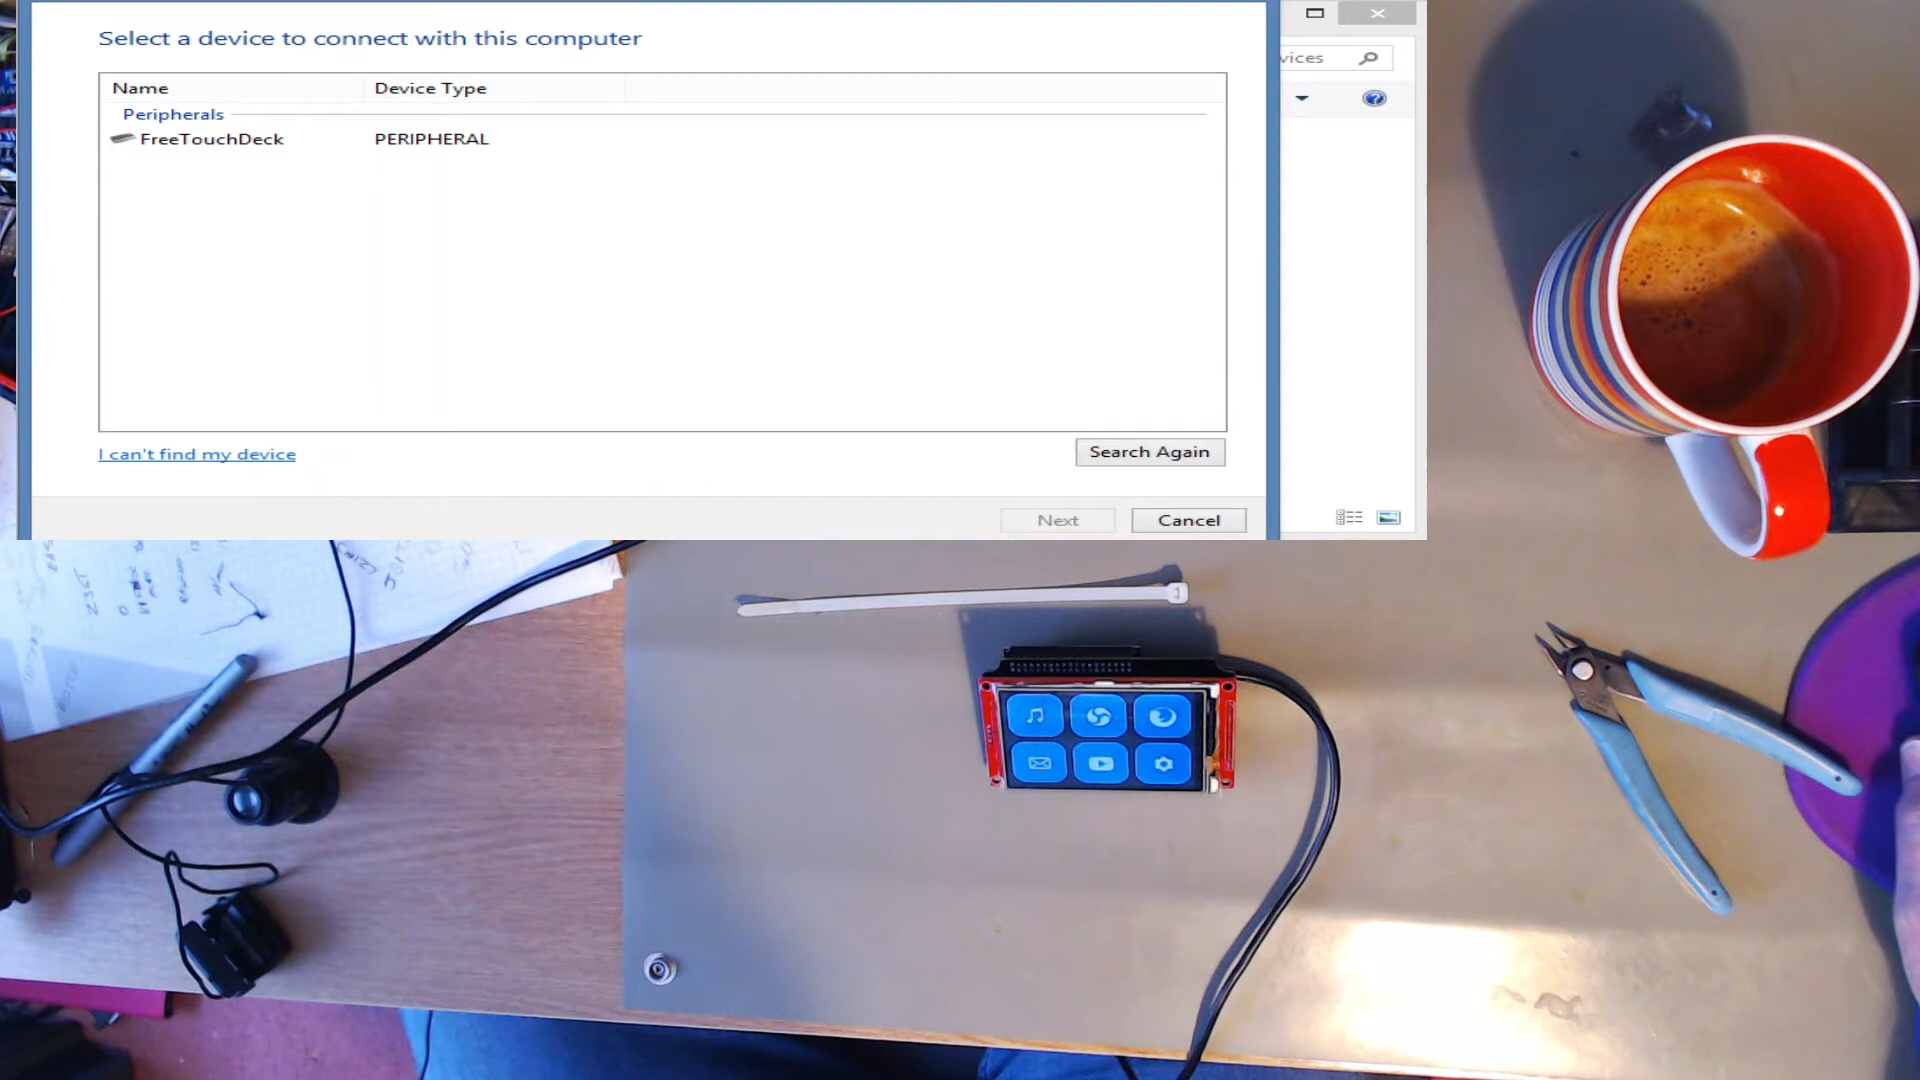 Select a device to connect with this computer
Name Device Type
Peripherals
FreeTouchDeck PERIPHERAL
I can't find my device
Search Again
Next Cancel
vices